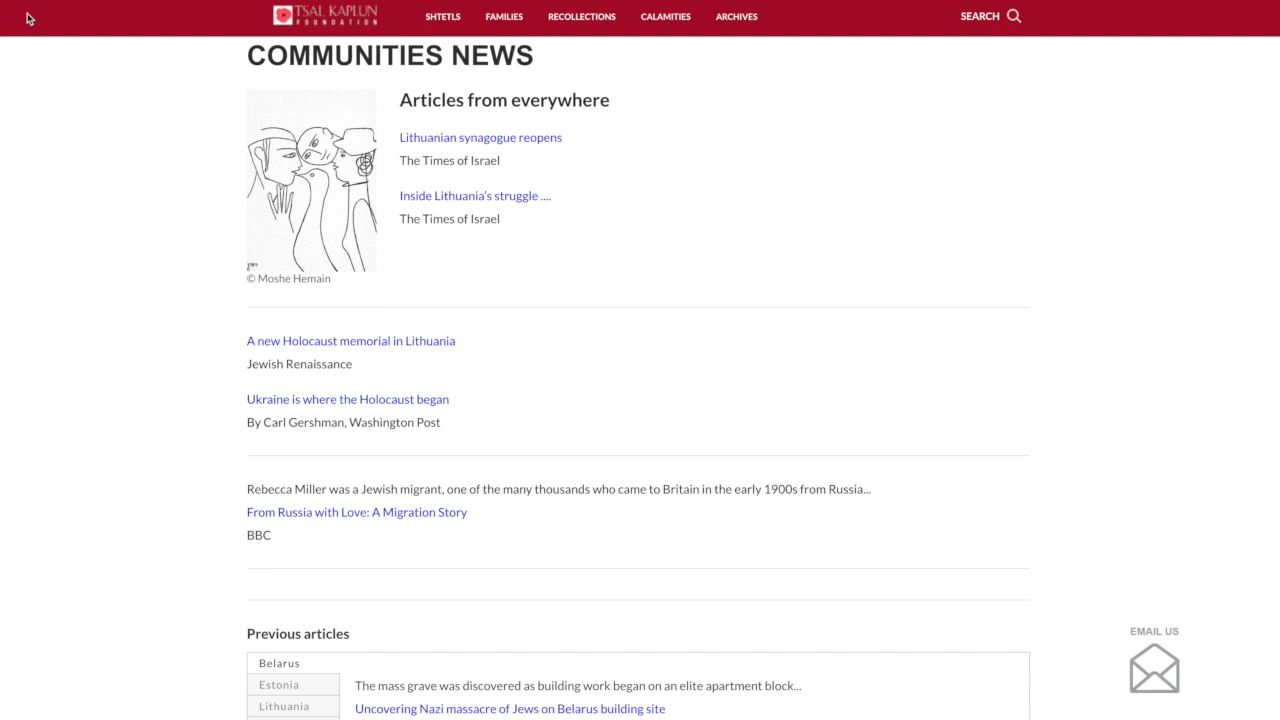 TSAL KAPLUN
FOUNDATION
SHTETLS FAMILIES RECOLLECTIONS CALAMITIES ARCHIVES
SEARCH
COMMUNITIES NEWS
Articles from everywhere
Lithuanian synagogue reopens
The Times of Israel
Inside Lithuania's struggle ....
The Times of Israel
© Moshe Hemain
A new Holocaust memorial in Lithuania
Jewish Renaissance
Ukraine is where the Holocaust began
By Carl Gershman, Washington Post
Rebecca Miller was a Jewish migrant, one of the many thousands who came to Britain in the early 1900s from Russia...
From Russia with Love: A Migration Story
BBC
EMAIL US
Previous articles
Belarus
Estonia
The mass grave was discovered as building work began on an elite apartment block...
Lithuania
Uncovering Nazi massacre of Jews on Belarus building site